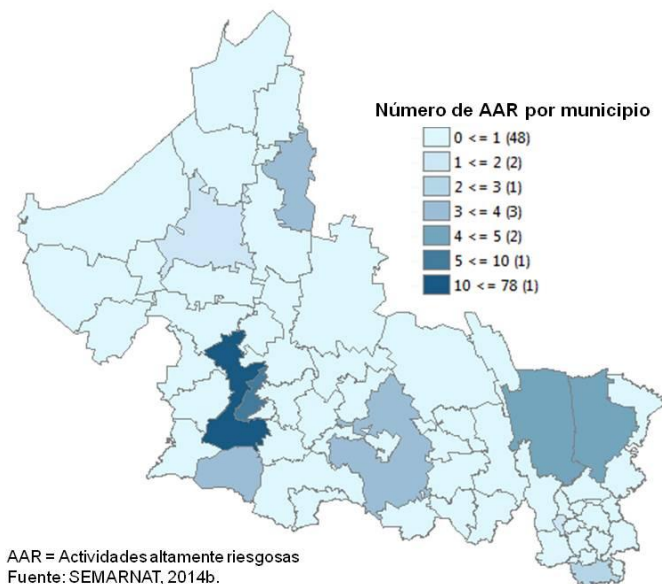 Número de AAR por municipio
0 <= 1 (48)
1 <= 2 (2)
2 <= 3 (1)
3 <= 4 (3)
4 <= 5 (2)
5 <= 10 (1)
10 <= 78 (1)
AAR = Actividades altamente riesgosas
Fuente: SEMARNAT, 2014b.